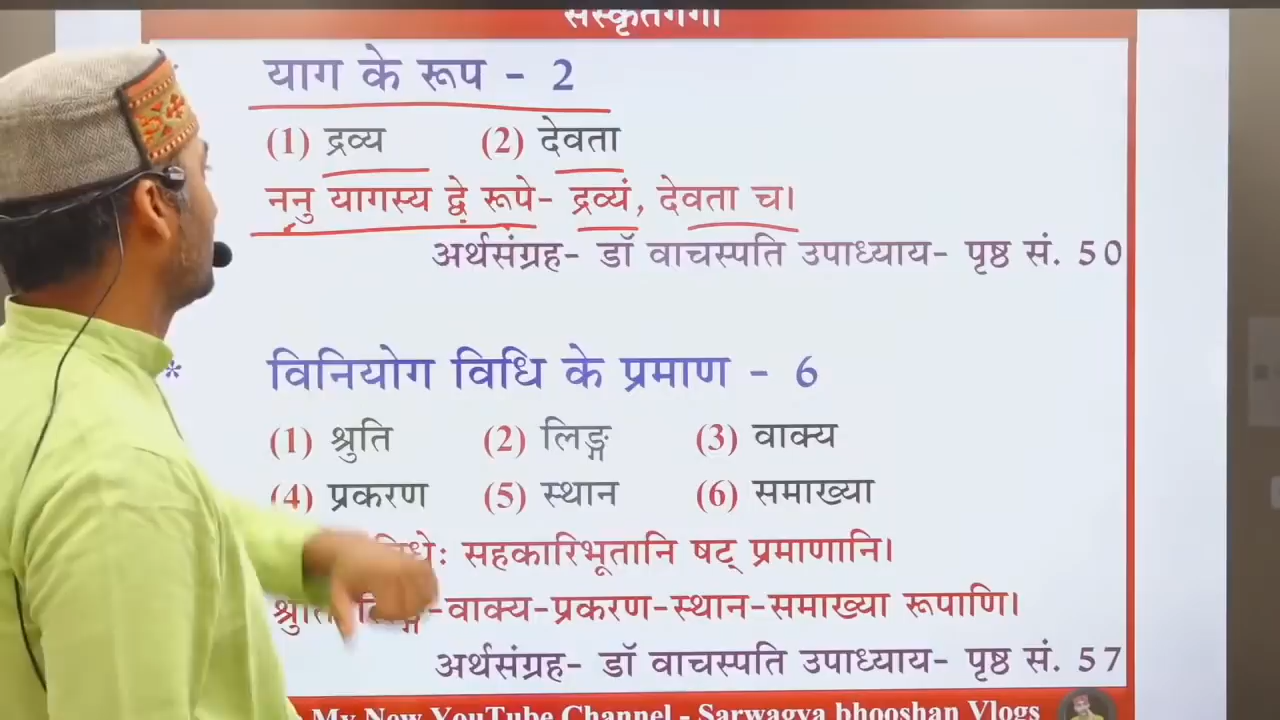 संस्कृतगंगा
याग के रूप - 2
(1) द्रव्य (2) देवता
ननु यागस्य द्वे रूपे- द्रव्यं, देवता च।
अर्थसंग्रह- डॉ वाचस्पति उपाध्याय- पृष्ठ सं. 50
* विनियोग विधि के प्रमाण - 6
(1) श्रुति (2) लिङ्ग (3) वाक्य
(4) प्रकरण (5) स्थान (6) समाख्या
सहकारिभूतानि षट् प्रमाणानि।
-वाक्य-प्रकरण-स्थान-समाख्या रूपाणि।
अर्थसंग्रह- डॉ वाचस्पति उपाध्याय- पृष्ठ सं. 57
My New YouTube Channel - Sarwagya bhooshan Vlogs